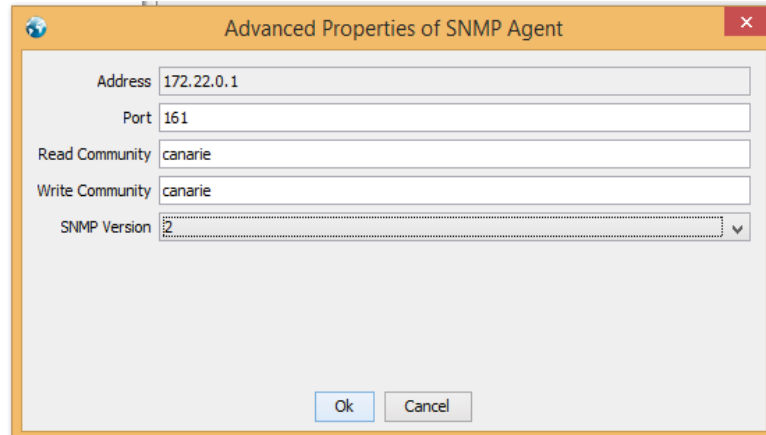 Advanced Properties of SNMP Agent
Address 172.22.0.1
Port 161
Read Community canarie
Write Community canarie
SNMP Version 2
Ok Cancel